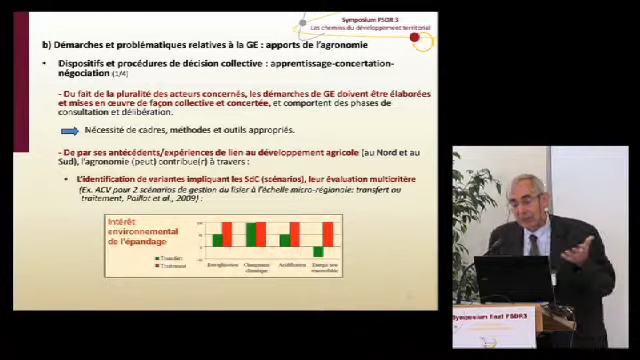 Symposium PSDR3
Les chemins du développement territorial
b) Démarches et problématiques relatives à la GE : apports de l'agronomie
• Dispositifs et procédures de décision collective : apprentissage-concertation-
négociation (1/4)
- Du fait de la pluralité des acteurs concernés, les démarches de GE doivent être élaborées
et mises en œuvre de façon collective et concertée, et comportent des phases de
consultation et délibération.
Nécessité de cadres, méthodes et outils appropriés.
- De par ses antécédents/expériences de lien au développement agricole (au Nord et au
Sud), l'agronomie (peut) contribue(r) à travers :
• L'identification de variantes impliquant les SdC (scénarios), leur évaluation multicritère
(Ex. ACV pour 2 scénarios de gestion du lisier à l'échelle micro-régionale: transfert ou
traitement, Paillat et al., 2009) :
Intérêt
environnemental
de l'épandage
Transfert
Traitement
Eutrophisation
Changement
climatique
Acidification
Energie non
renouvelable
Symposium Final PSDR3